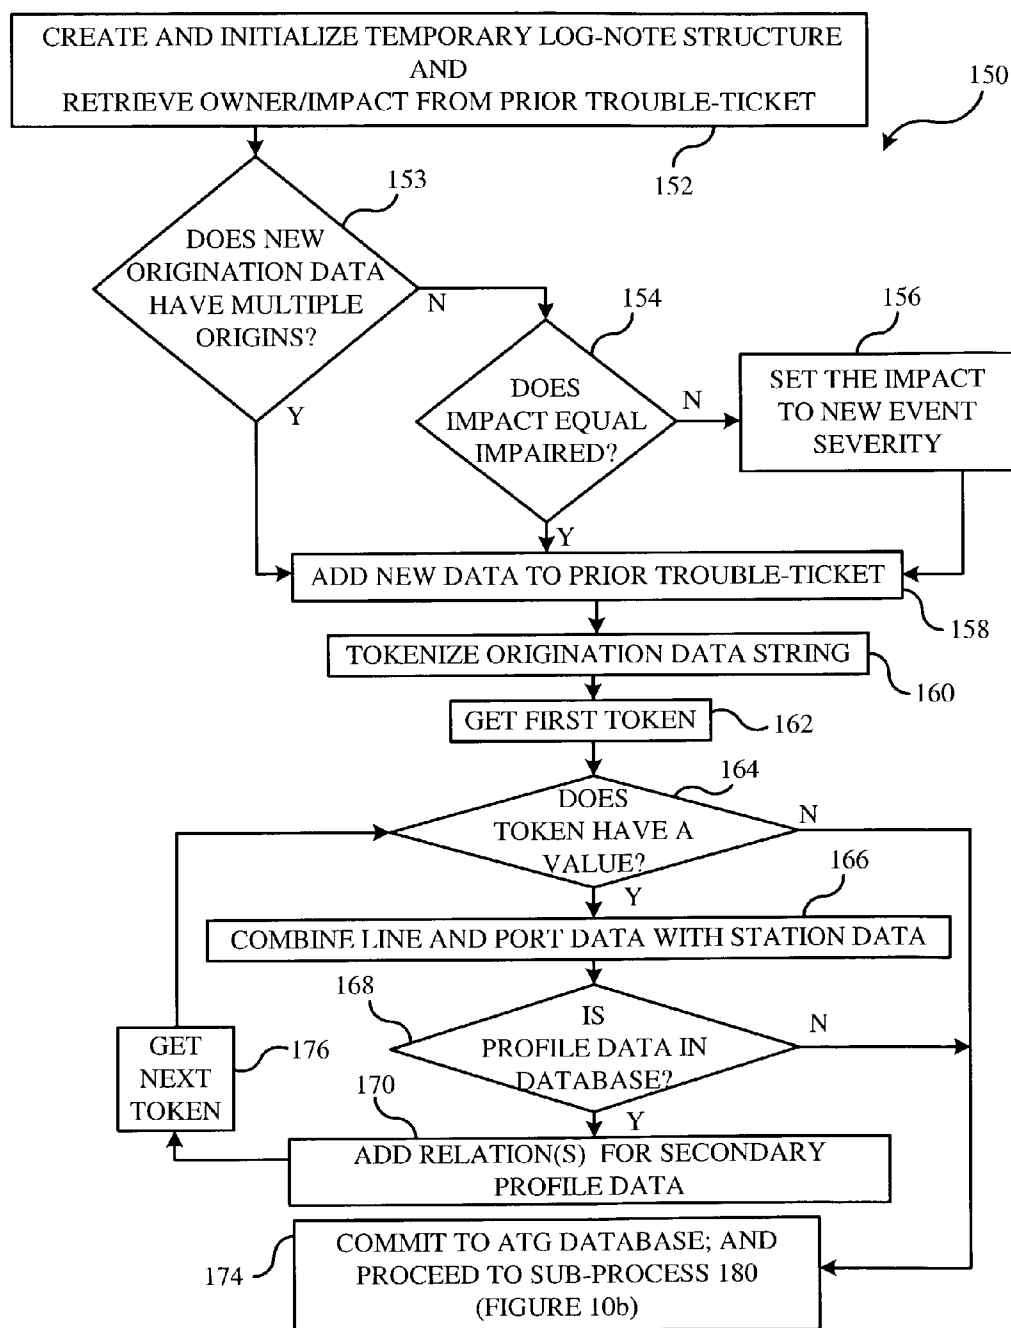 CREATE AND INITIALIZE TEMPORARY LOG-NOTE STRUCTURE
AND
RETRIEVE OWNER/IMPACT FROM PRIOR TROUBLE-TICKET
150
152
153
DOES NEW
ORIGINATION DATA
HAVE MULTIPLE
ORIGINS?
N
Y
154
DOES
IMPACT EQUAL
IMPAIRED?
N
Y
156
SET THE IMPACT
TO NEW EVENT
SEVERITY
ADD NEW DATA TO PRIOR TROUBLE-TICKET
158
TOKENIZE ORIGINATION DATA STRING
160
GET FIRST TOKEN
162
164
DOES
TOKEN HAVE A
VALUE?
N
Y
166
COMBINE LINE AND PORT DATA WITH STATION DATA
168
IS
PROFILE DATA IN
DATABASE?
N
Y
GET
NEXT
TOKEN
176
170
ADD RELATION(S) FOR SECONDARY
PROFILE DATA
174
COMMIT TO ATG DATABASE; AND
PROCEED TO SUB-PROCESS 180
(FIGURE 10b)